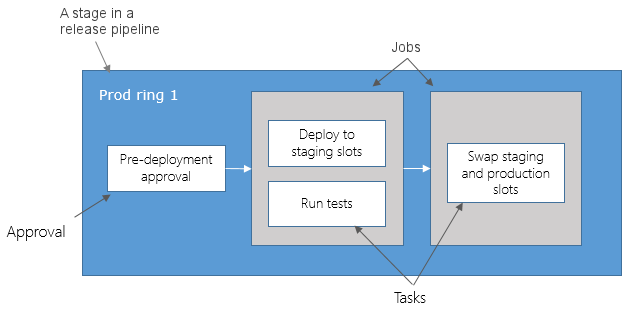 A stage in a
release pipeline
Jobs
Prod ring 1
Pre-deployment
approval
Deploy to
staging slots
Run tests
Swap staging
and production
slots
Approval
Tasks